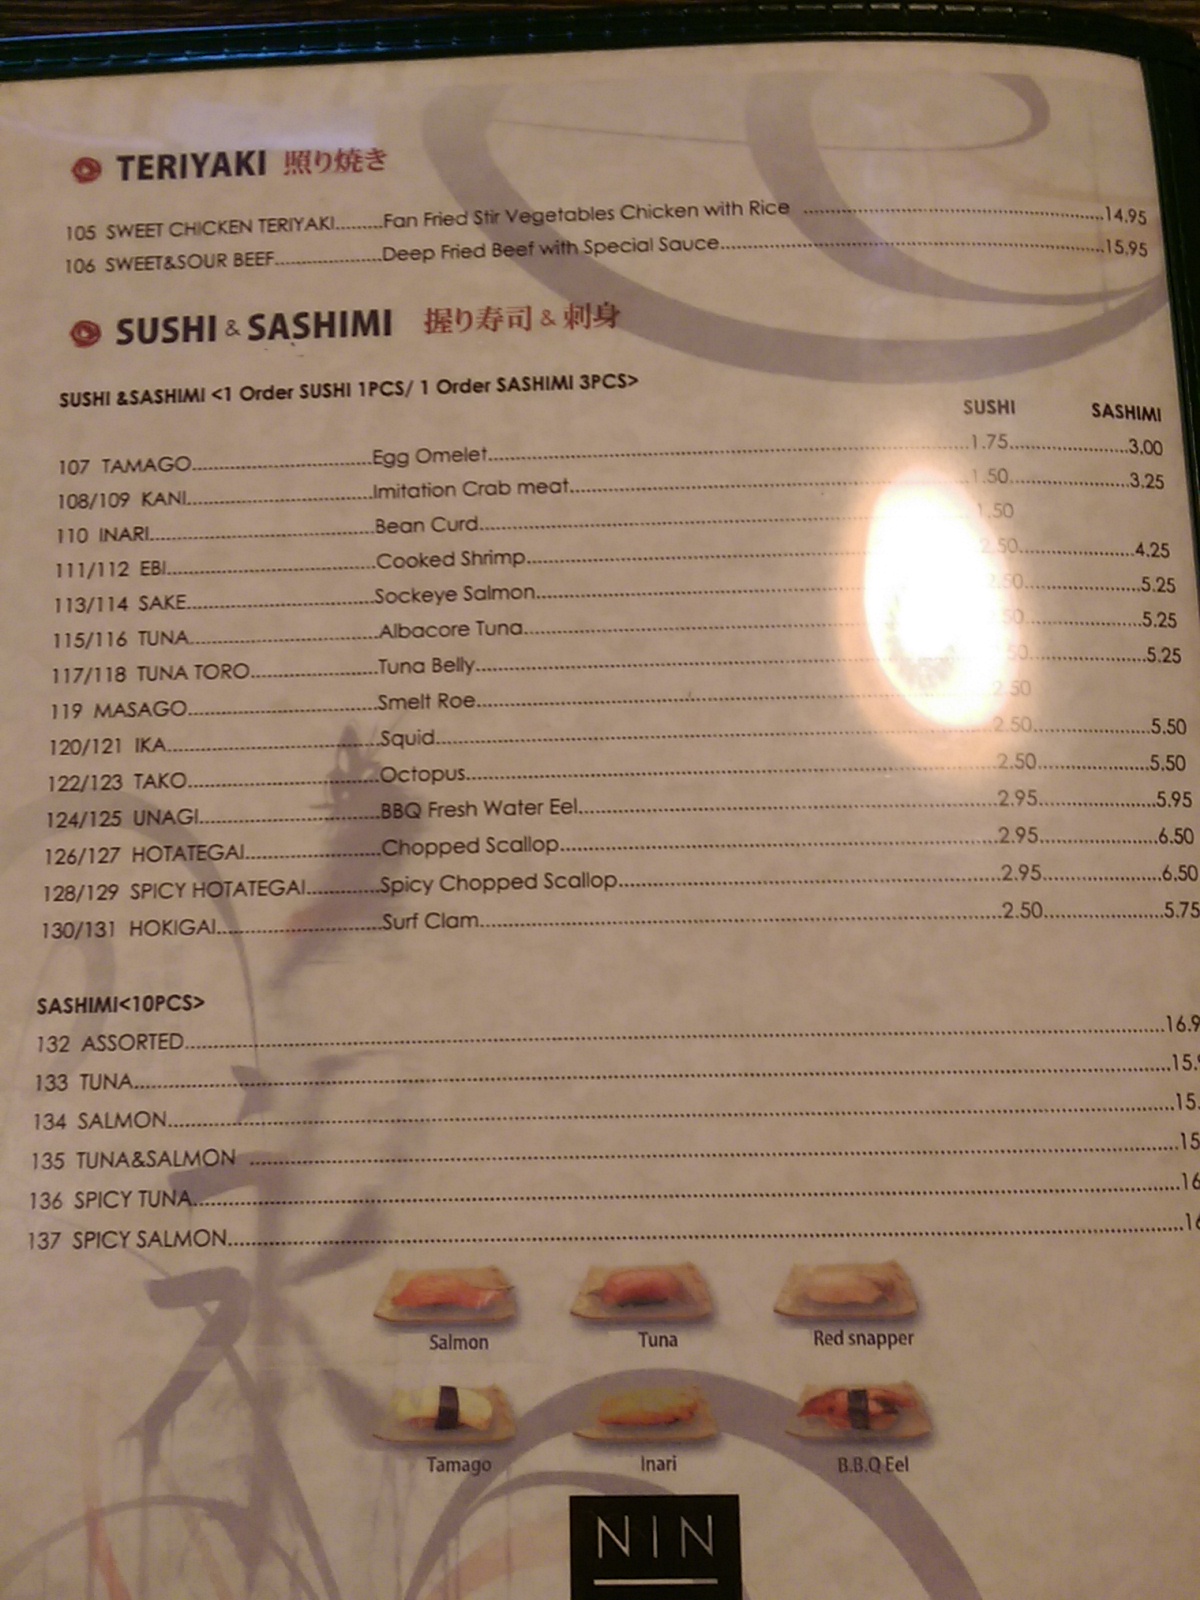 TERIYAKI 照り焼き
105 SWEET CHICKEN TERIYAKI.........Fan Fried Stir Vegetables Chicken with Rice ..........14.95
106 SWEET&SOUR BEEF..........Deep Fried Beef with Special Sauce..........15.95
SUSHI & SASHIMI 握り寿司 & 刺身
SUSHI &SASHIMI <1 Order SUSHI 1PCS/ 1 Order SASHIMI 3PCS>
SUSHI SASHIMI
107 TAMAGO..........Egg Omelet..........1.75..........3.00
108/109 KANI..........Imitation Crab meat..........1.50..........3.25
110 INARI..........Bean Curd..........1.50
111/112 EBI..........Cooked Shrimp..........2.50..........4.25
113/114 SAKE..........Sockeye Salmon..........2.50..........5.25
115/116 TUNA..........Albacore Tuna..........5.25
117/118 TUNA TORO..........Tuna Belly..........5.25
119 MASAGO..........Smelt Roe..........2.50
120/121 IKA..........Squid..........2.50..........5.50
122/123 TAKO..........Octopus..........2.50..........5.50
124/125 UNAGI..........BBQ Fresh Water Eel..........2.95..........5.95
126/127 HOTATEGAI..........Chopped Scallop..........2.95..........6.50
128/129 SPICY HOTATEGAI..........Spicy Chopped Scallop..........2.95..........6.50
130/131 HOKIGAI..........Surf Clam..........2.50..........5.75
SASHIMI<10PCS>
132 ASSORTED..........16.9
133 TUNA..........15.
134 SALMON..........15.
135 TUNA&SALMON ..........15
136 SPICY TUNA..........16
137 SPICY SALMON..........
Salmon Tuna Red snapper
Tamago Inari B.B.Q Eel
NIN